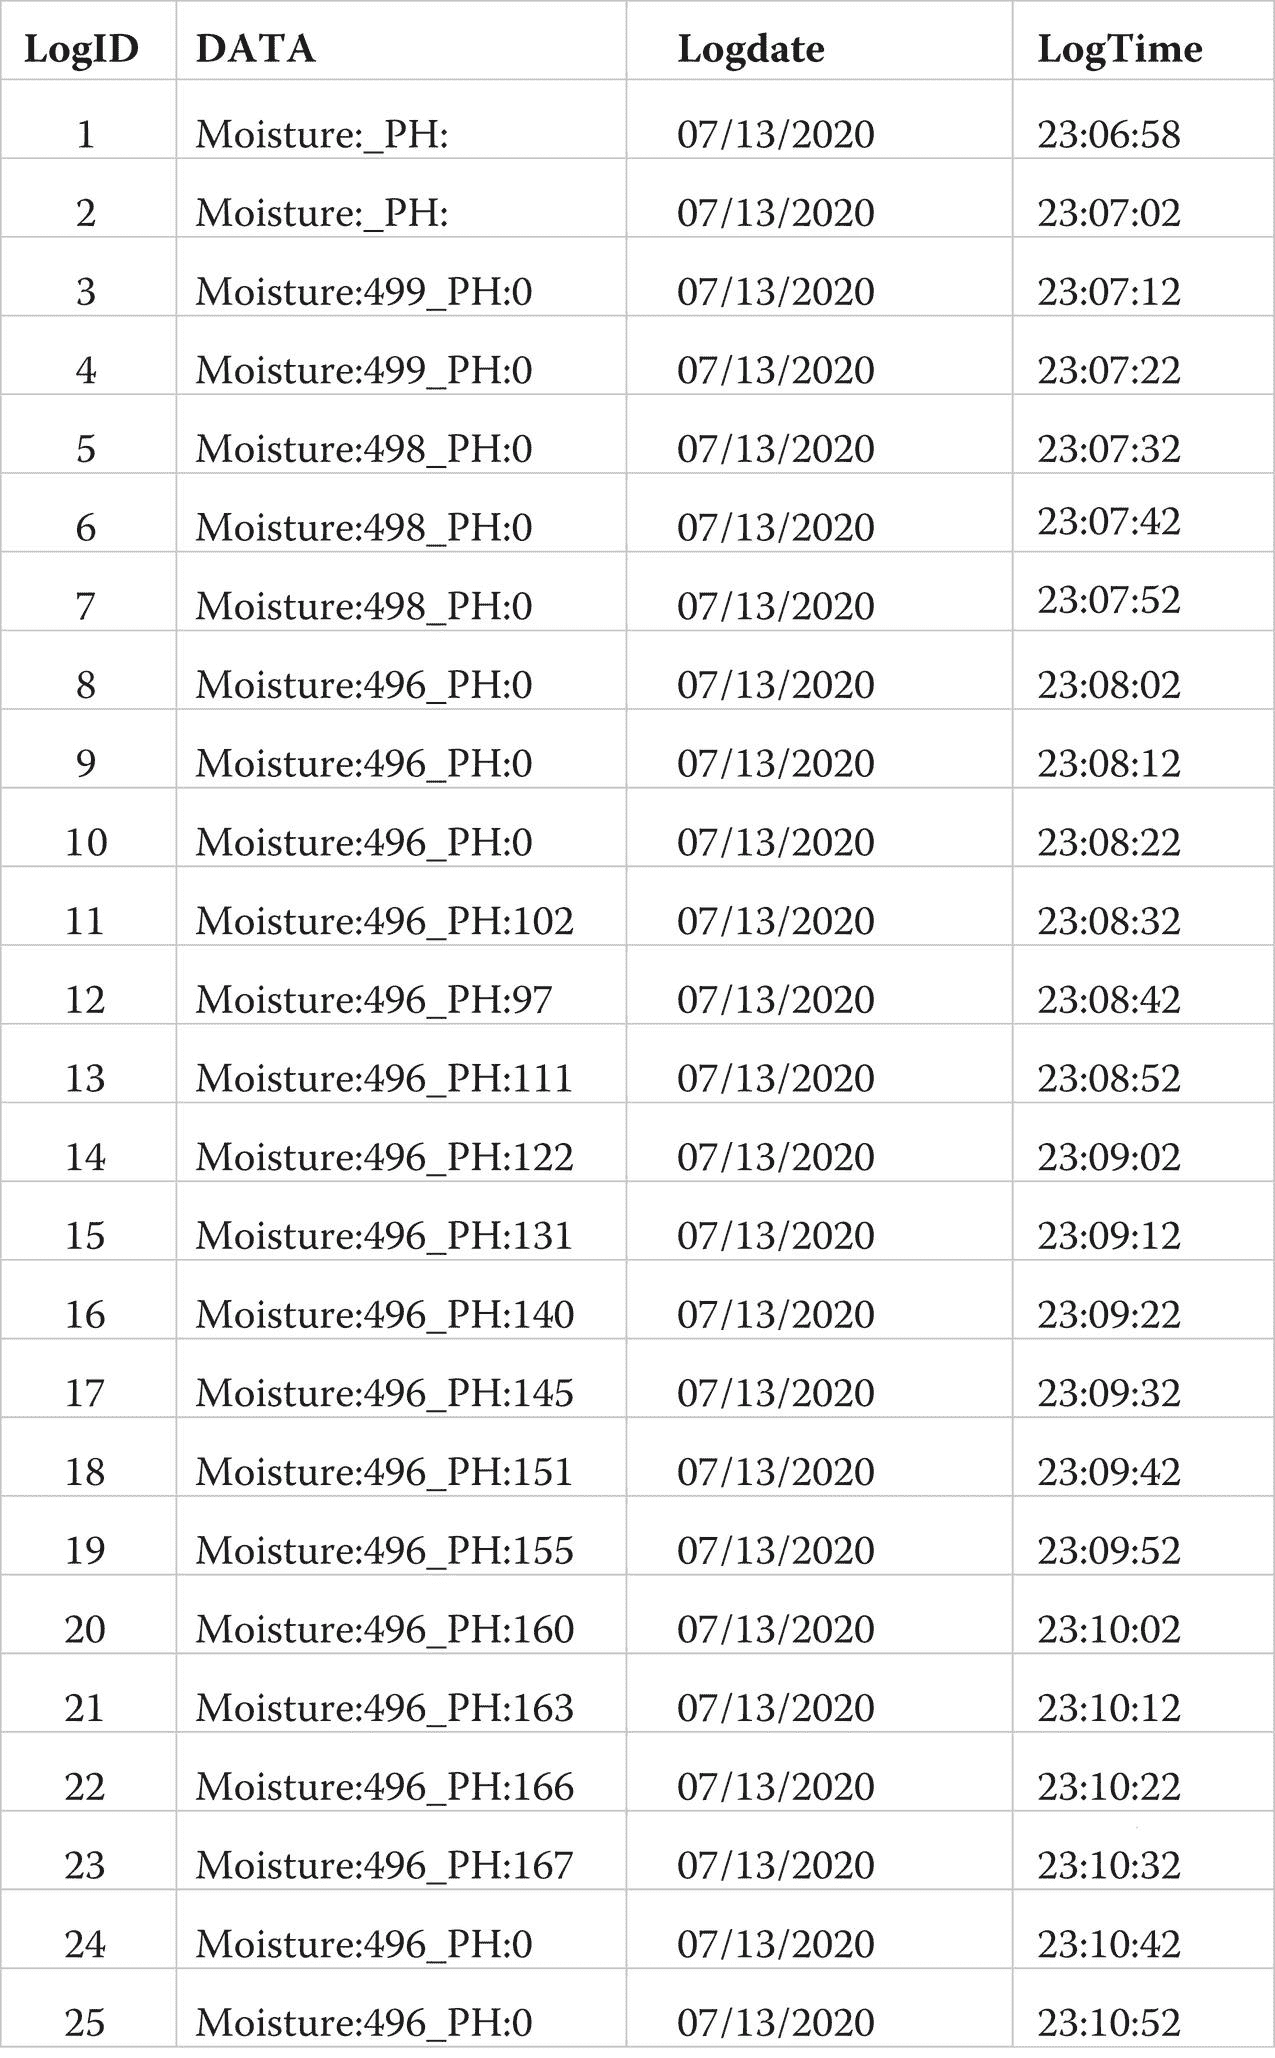 LogID DATA Logdate LogTime
1 Moisture:_PH: 07/13/2020 23:06:58
2 Moisture:_PH: 07/13/2020 23:07:02
3 Moisture:499_PH:0 07/13/2020 23:07:12
4 Moisture:499_PH:0 07/13/2020 23:07:22
5 Moisture:498_PH:0 07/13/2020 23:07:32
6 Moisture:498_PH:0 07/13/2020 23:07:42
7 Moisture:498_PH:0 07/13/2020 23:07:52
8 Moisture:496_PH:0 07/13/2020 23:08:02
9 Moisture:496_PH:0 07/13/2020 23:08:12
10 Moisture:496_PH:0 07/13/2020 23:08:22
11 Moisture:496_PH:102 07/13/2020 23:08:32
12 Moisture:496_PH:97 07/13/2020 23:08:42
13 Moisture:496_PH:111 07/13/2020 23:08:52
14 Moisture:496_PH:122 07/13/2020 23:09:02
15 Moisture:496_PH:131 07/13/2020 23:09:12
16 Moisture:496_PH:140 07/13/2020 23:09:22
17 Moisture:496_PH:145 07/13/2020 23:09:32
18 Moisture:496_PH:151 07/13/2020 23:09:42
19 Moisture:496_PH:155 07/13/2020 23:09:52
20 Moisture:496_PH:160 07/13/2020 23:10:02
21 Moisture:496_PH:163 07/13/2020 23:10:12
22 Moisture:496_PH:166 07/13/2020 23:10:22
23 Moisture:496_PH:167 07/13/2020 23:10:32
24 Moisture:496_PH:0 07/13/2020 23:10:42
25 Moisture:496_PH:0 07/13/2020 23:10:52